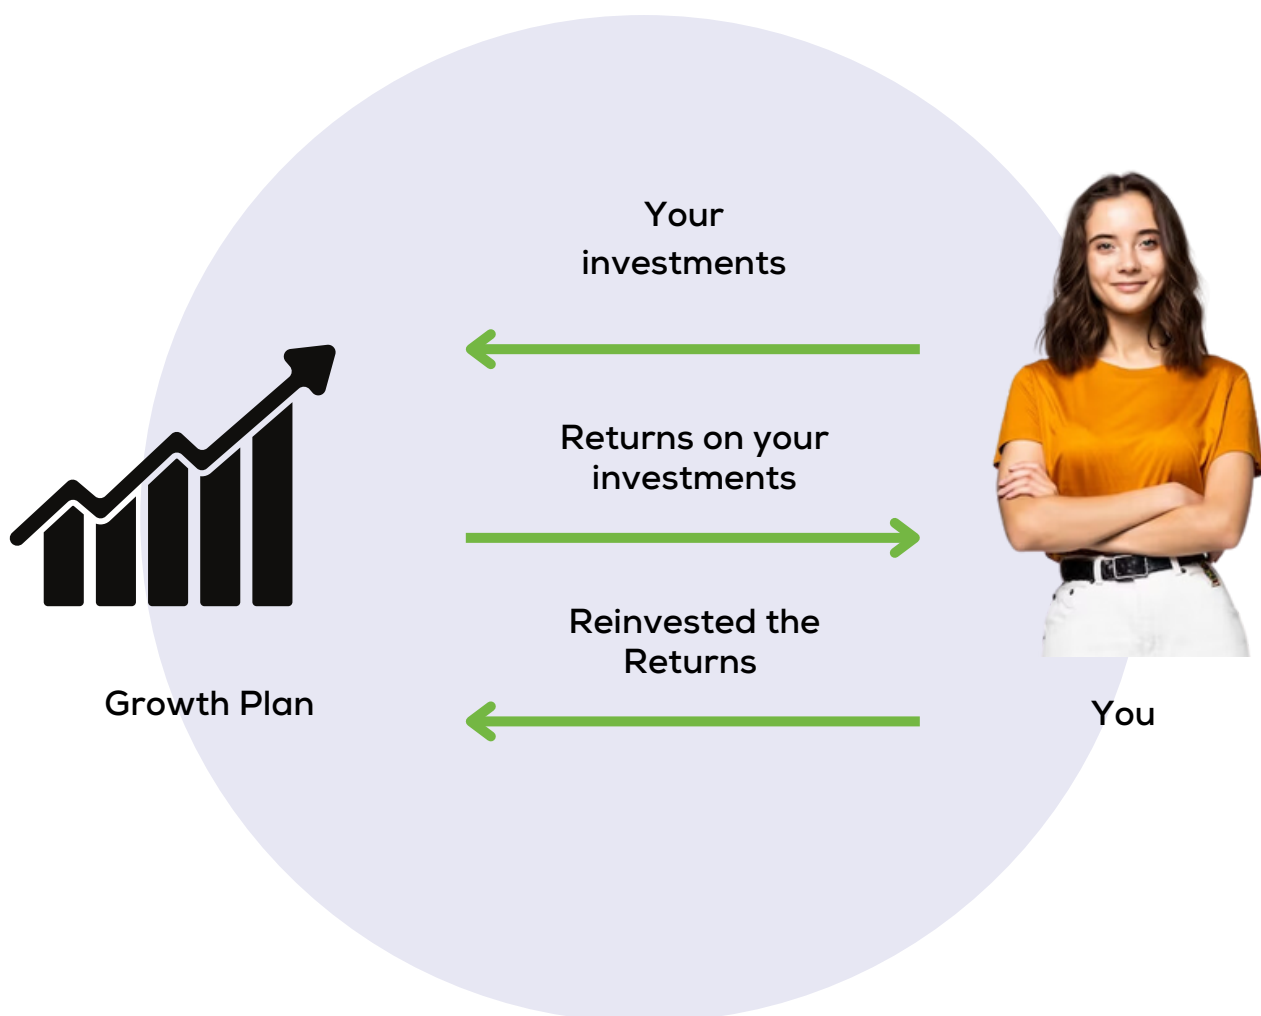 Your
investments
Returns on your
investments
Reinvested the
Returns
Growth Plan
You